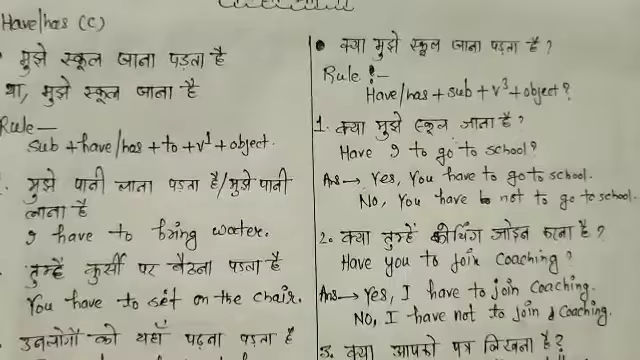 Have/has (C)
मुझे स्कूल जाना पड़ता है
था, मुझे स्कूल जाना है
Rule—
Sub + have/has + to + v¹ + object.
मुझे पानी लाना पड़ता है/मुझे पानी
लाना है
I have to bring wooter.
तुम्हें कुर्सी पर बैठना पड़ता है
You have to set on the chair.
उनलोगों को यहाँ पढ़ना पड़ता है
• क्या मुझे स्कूल जाना पड़ता है ?
Rule :-
Have/has + sub + v³ + object ?
1. क्या मुझे स्कूल जाना है ?
Have I to go to school ?
Ans → Yes, You have to go to school.
No, You have not to go to school.
2. क्या तुम्हें कोचिंग जोइन करना है ?
Have you to join Coaching ?
Ans → Yes, I have to join Coaching.
No, I have not to join Coaching.
3. क्या आपको पत्र लिखना है ?